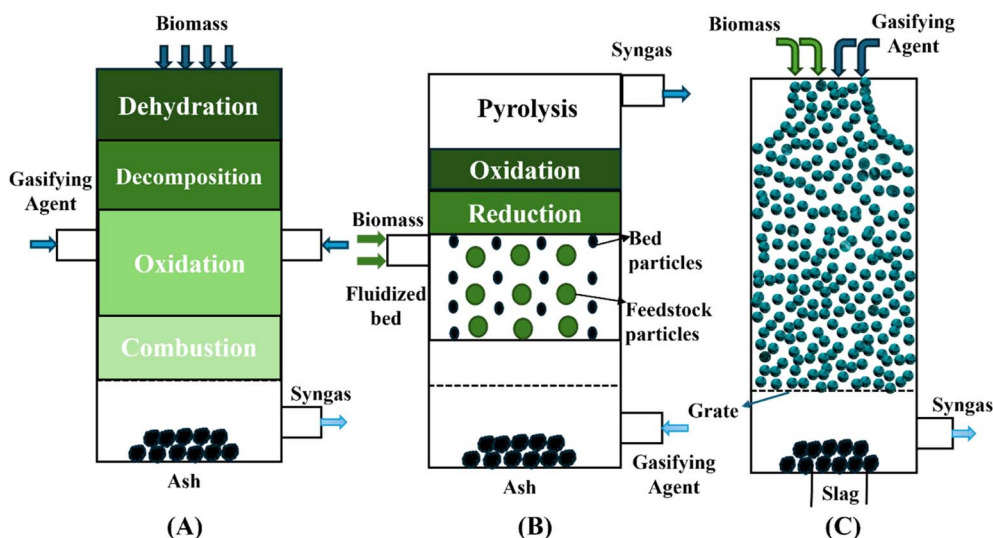 Biomass
Dehydration
Decomposition
Gasifying
Agent
Oxidation
Combustion
Syngas
Ash
(A)
Syngas
Pyrolysis
Oxidation
Reduction
Biomass
Fluidized
bed
Bed
particles
Feedstock
particles
Gasifying
Agent
Ash
(B)
Biomass
Gasifying
Agent
Grate
Syngas
Slag
(C)